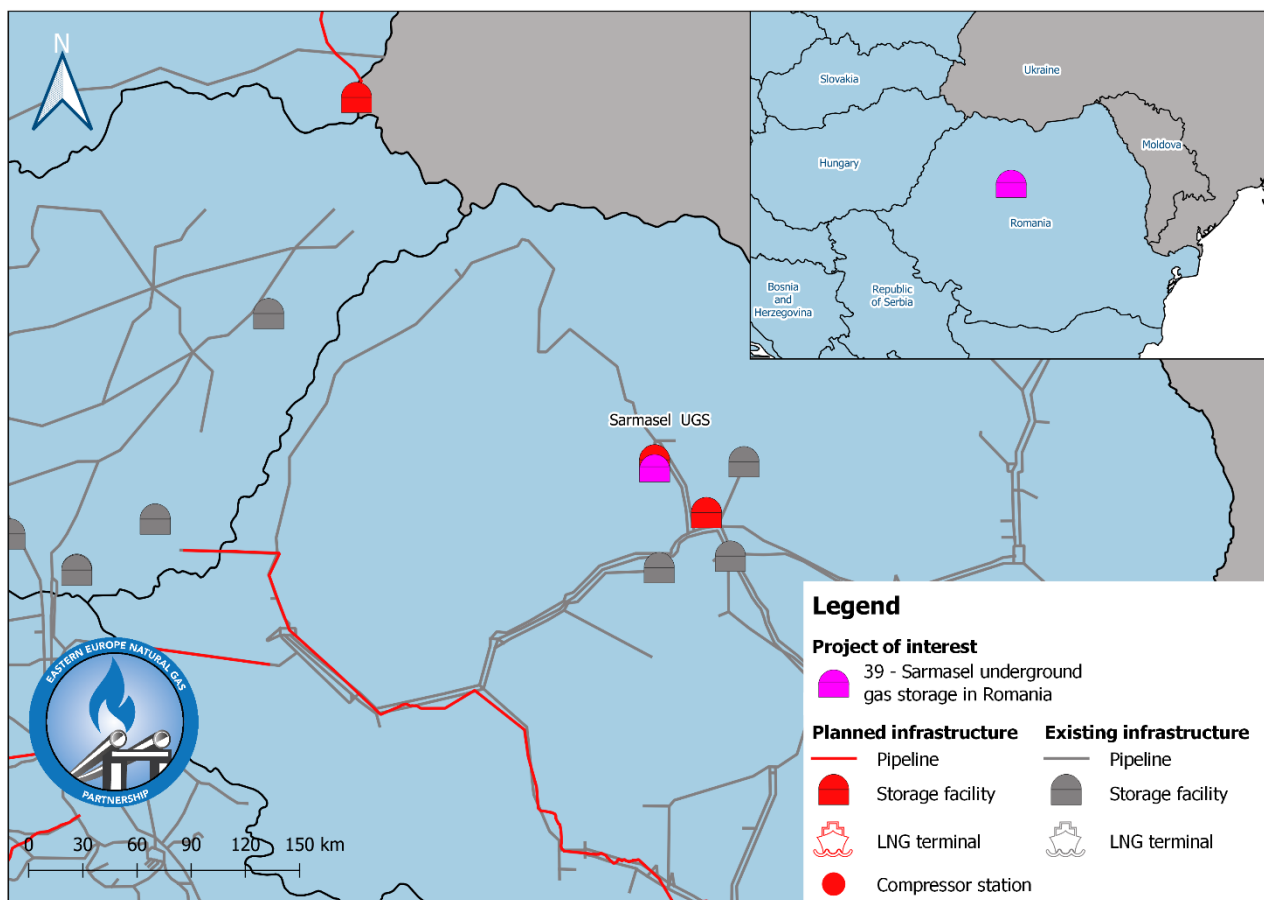 N
Slovakia
Ukraine
Hungary
Moldova
Romania
Bosnia
and
Herzegovina
Republic
of Serbia
Sarmasel UGS
EASTERN EUROPE NATURAL GAS
PARTNERSHIP
0 30 60 90 120 150 km
Legend
Project of interest
39 - Sarmasel underground
gas storage in Romania
Planned infrastructure
Pipeline
Storage facility
LNG terminal
Compressor station
Existing infrastructure
Pipeline
Storage facility
LNG terminal